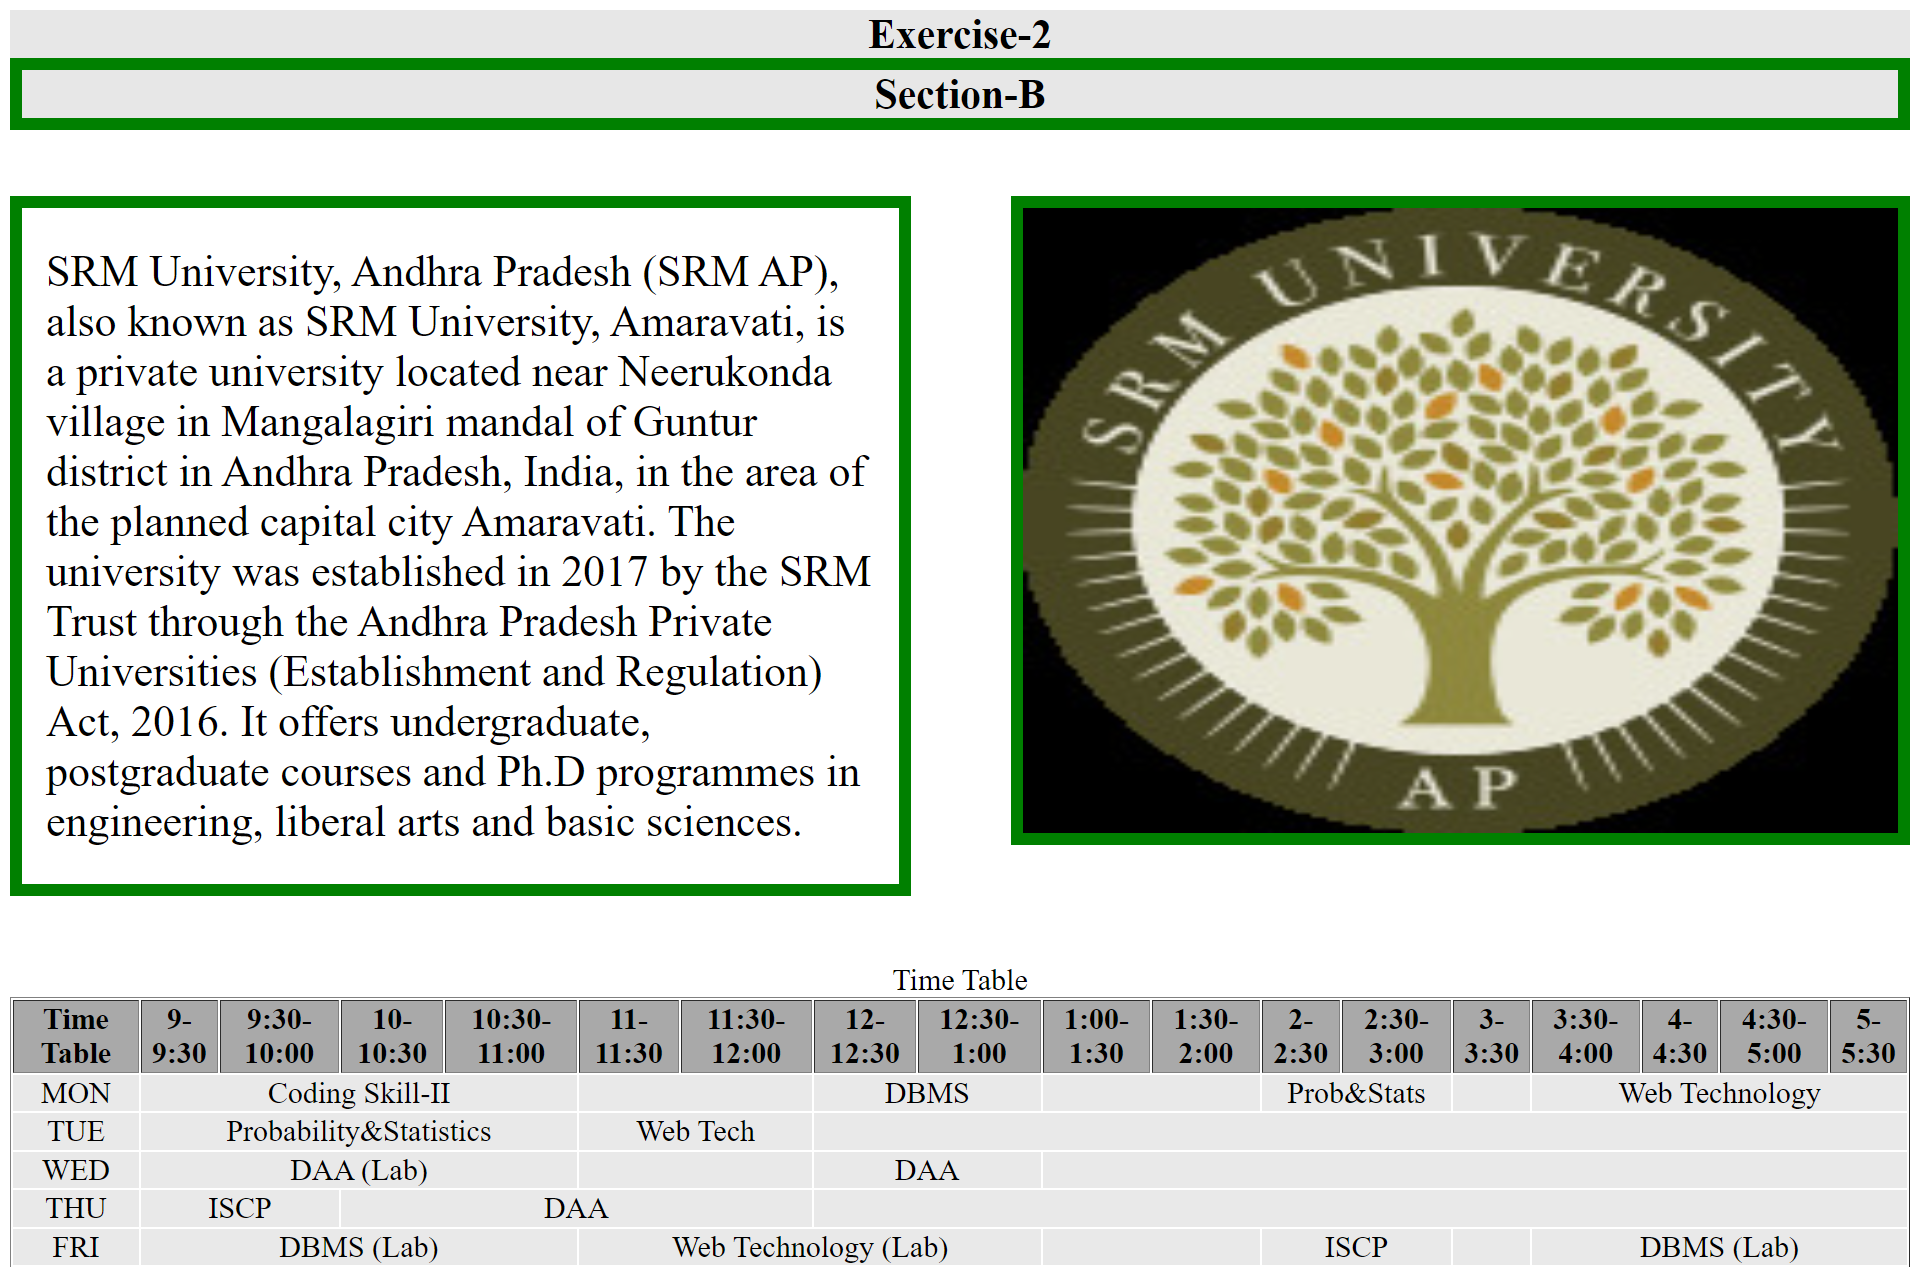 Exercise-2
Section-B
SRM University, Andhra Pradesh (SRM AP),
also known as SRM University, Amaravati, is
a private university located near Neerukonda
village in Mangalagiri mandal of Guntur
district in Andhra Pradesh, India, in the area of
the planned capital city Amaravati. The
university was established in 2017 by the SRM
Trust through the Andhra Pradesh Private
Universities (Establishment and Regulation)
Act, 2016. It offers undergraduate,
postgraduate courses and Ph.D programmes in
engineering, liberal arts and basic sciences.
SRM UNIVERSITY
AP
Time Table
Time 9- 9:30- 10- 10:30- 11- 11:30- 12- 12:30- 1:00- 1:30- 2- 2:30- 3- 3:30- 4- 4:30- 5-
Table 9:30 10:00 10:30 11:00 11:30 12:00 12:30 1:00 1:30 2:00 2:30 3:00 3:30 4:00 4:30 5:00 5:30
MON Coding Skill-II DBMS Prob&Stats Web Technology
TUE Probability&Statistics Web Tech
WED DAA (Lab) DAA
THU ISCP DAA
FRI DBMS (Lab) Web Technology (Lab) ISCP DBMS (Lab)